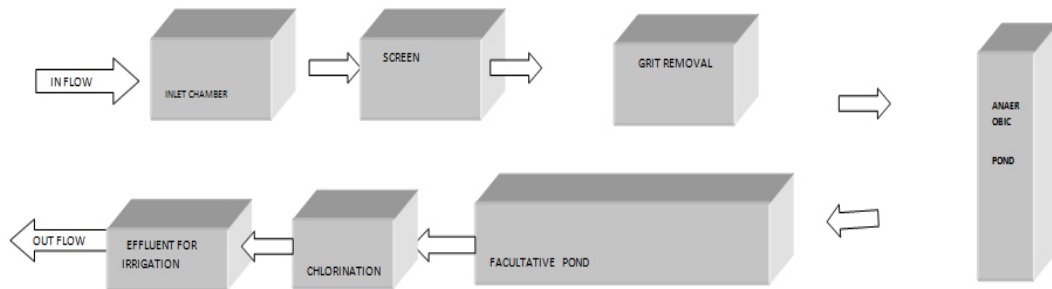 IN FLOW
INLET CHAMBER
SCREEN
GRIT REMOVAL
ANAER
OBIC
POND
FACULTATIVE POND
CHLORINATION
EFFLUENT FOR
IRRIGATION
OUT FLOW